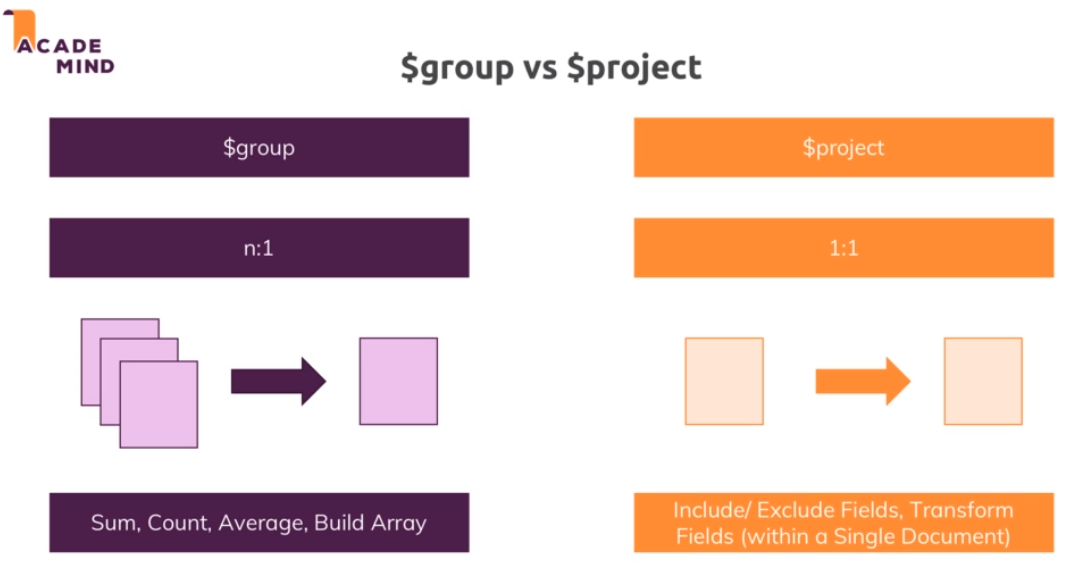 ACADE
MIND
$group vs $project
$group
$project
n:1
1:1
Sum, Count, Average, Build Array
Include/ Exclude Fields, Transform
Fields (within a Single Document)